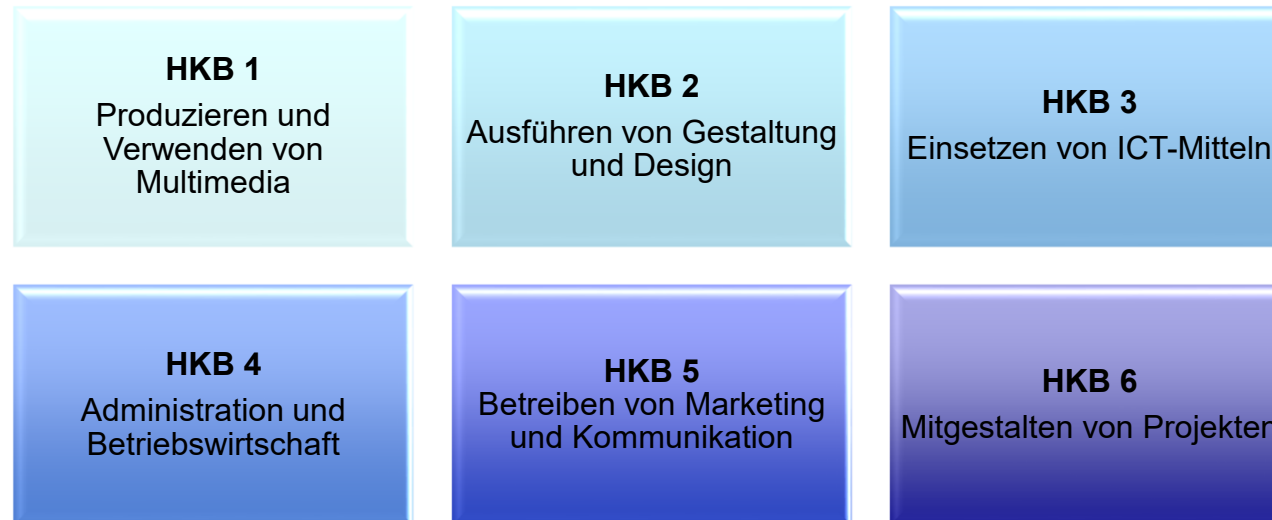 HKB 1
Produzieren und
Verwenden von
Multimedia
HKB 2
Ausführen von Gestaltung
und Design
HKB 3
Einsetzen von ICT-Mitteln
HKB 4
Administration und
Betriebswirtschaft
HKB 5
Betreiben von Marketing
und Kommunikation
HKB 6
Mitgestalten von Projekten